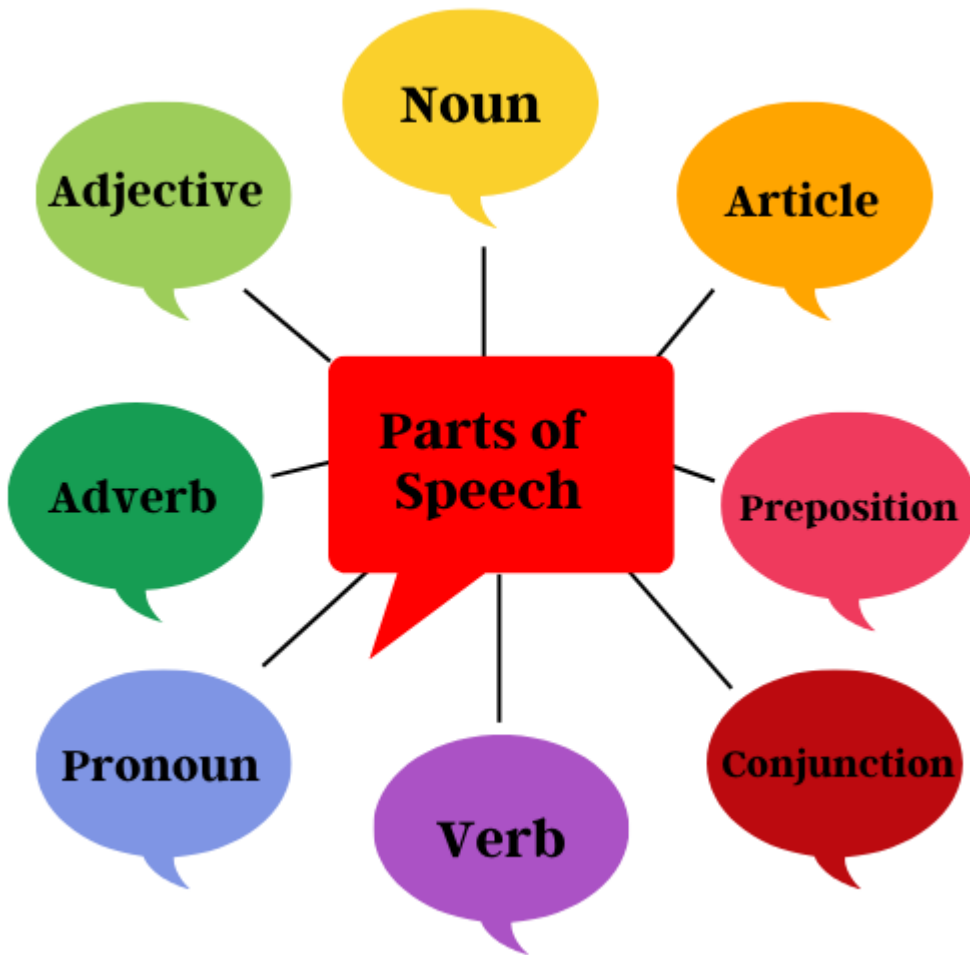 Noun
Adjective
Article
Parts of
Speech
Adverb
Preposition
Pronoun
Conjunction
Verb